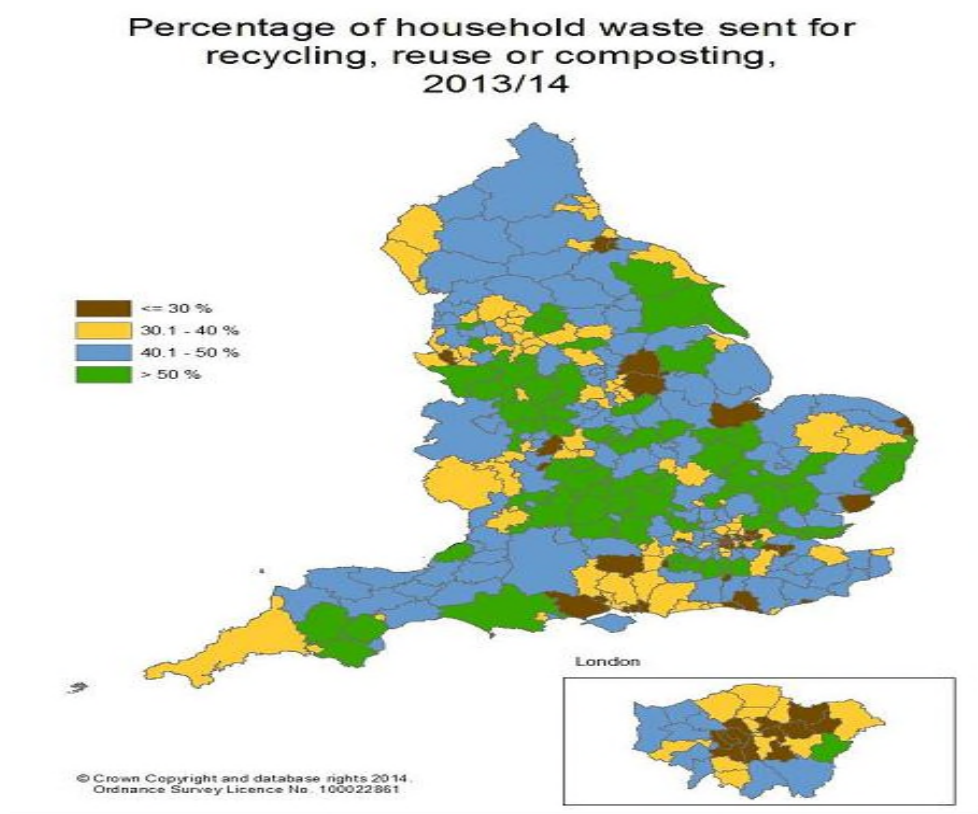 Percentage of household waste sent for
recycling, reuse or composting,
2013/14
<= 30 %
30.1 - 40 %
40.1 - 50 %
> 50 %
London
© Crown Copyright and database rights 2014.
Ordnance Survey Licence No. 100022861